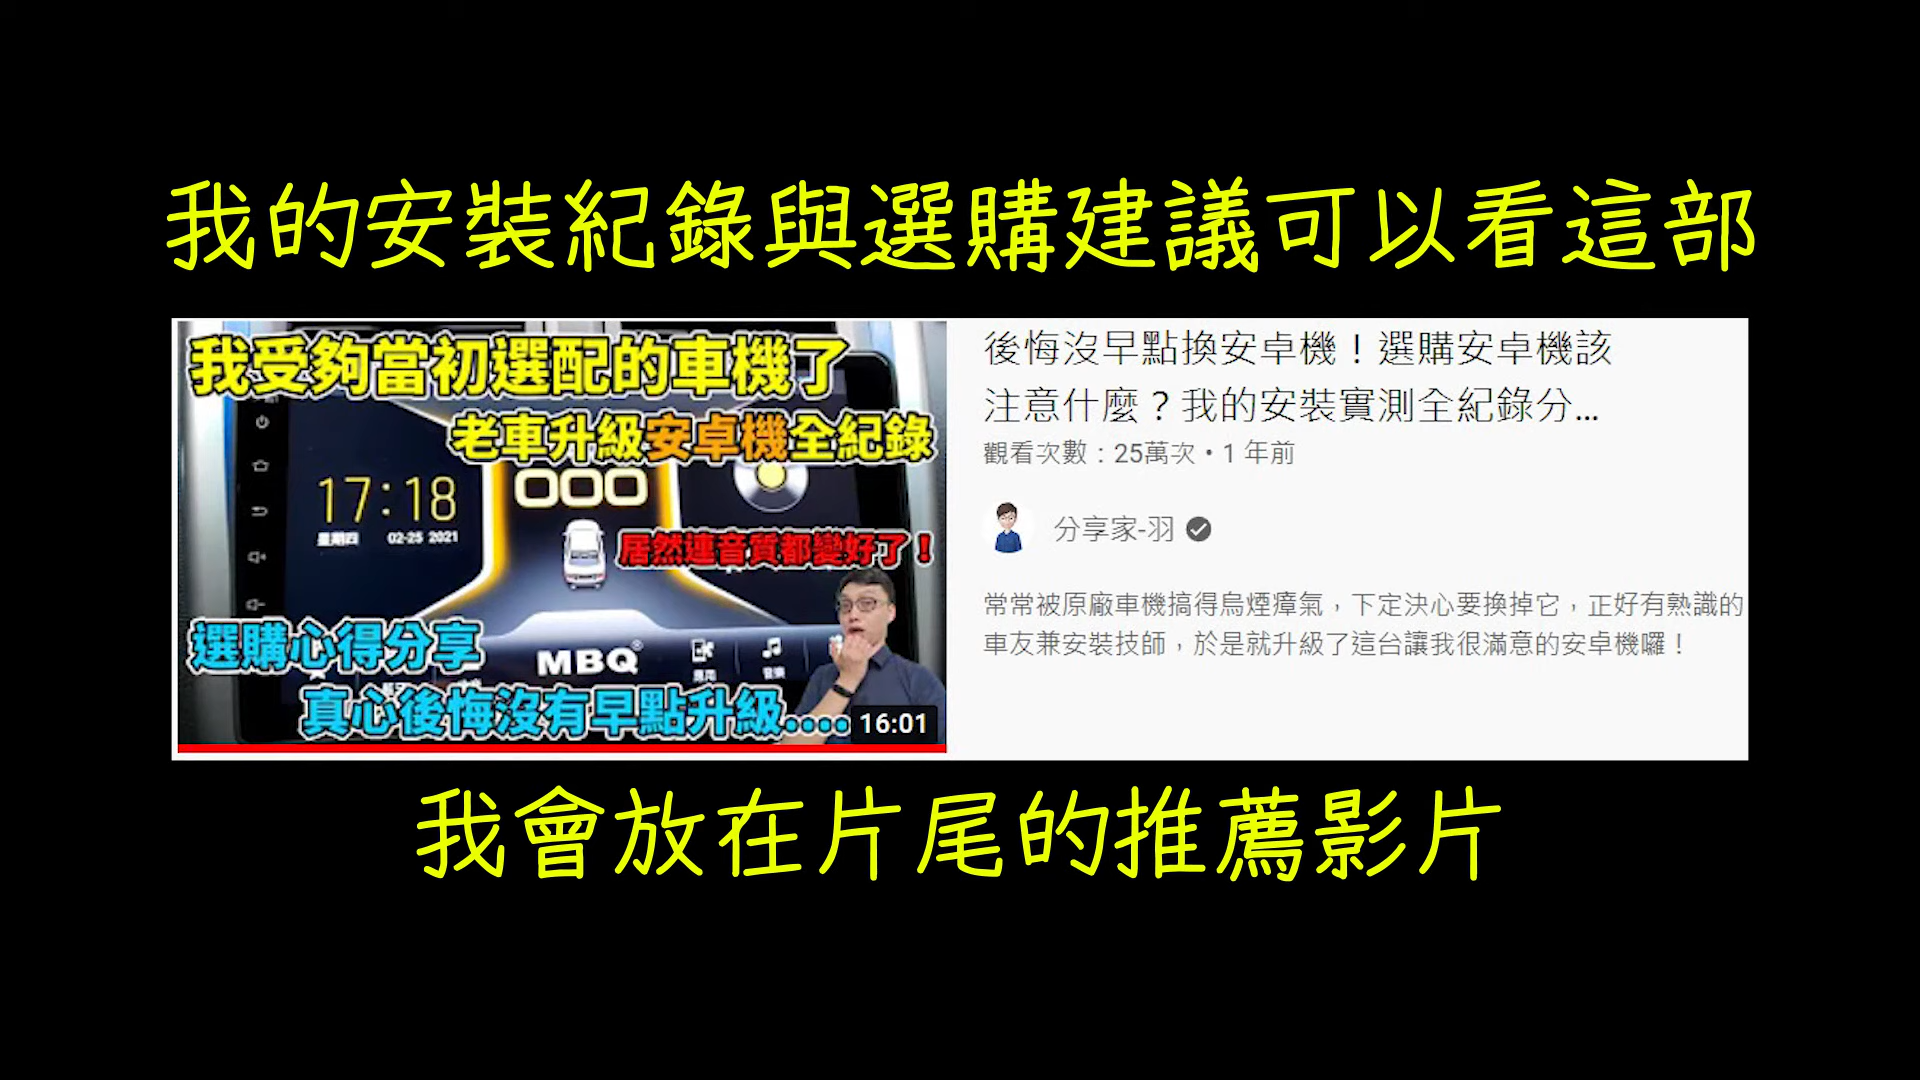 我的安裝紀錄與選購建議可以看這部
我受夠當初選配的車機了
老車升級安卓機全紀錄
17:18
星期四 02-25 2021
000
居然連音質都變好了！
選購心得分享
MBQ
應用
音樂
真心後悔沒有早點升級....
16:01
後悔沒早點換安卓機！選購安卓機該
注意什麼？我的安裝實測全紀錄分...
觀看次數：25萬次 • 1 年前
分享家-羽
常常被原廠車機搞得烏煙瘴氣，下定決心要換掉它，正好有熟識的
車友兼安裝技師，於是就升級了這台讓我很滿意的安卓機囉！
我會放在片尾的推薦影片